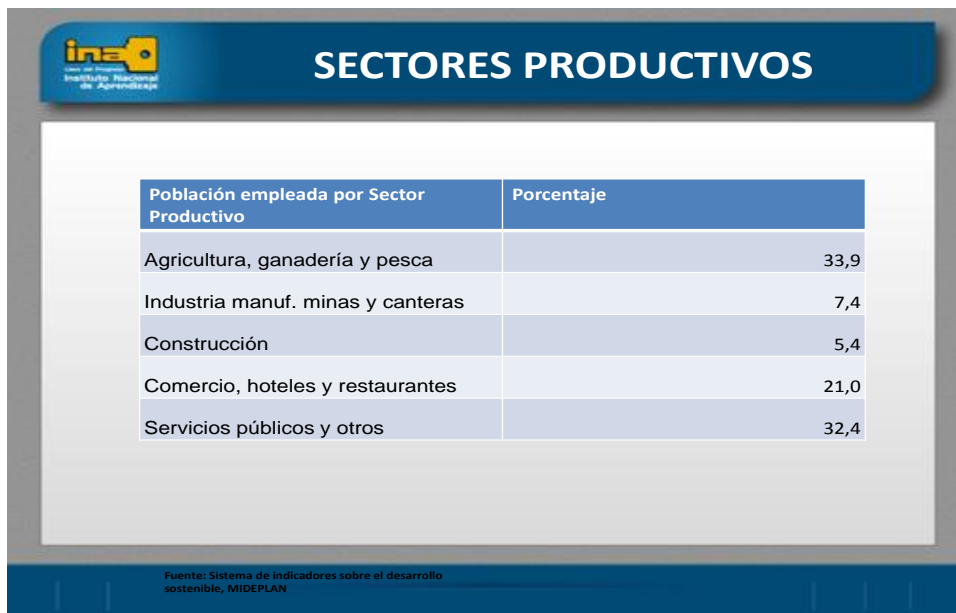 ina
Instituto Nacional
de Aprendizaje
SECTORES PRODUCTIVOS
Población empleada por Sector Productivo Porcentaje
Agricultura, ganadería y pesca 33,9
Industria manuf. minas y canteras 7,4
Construcción 5,4
Comercio, hoteles y restaurantes 21,0
Servicios públicos y otros 32,4
Fuente: Sistema de indicadores sobre el desarrollo
sostenible, MIDEPLAN